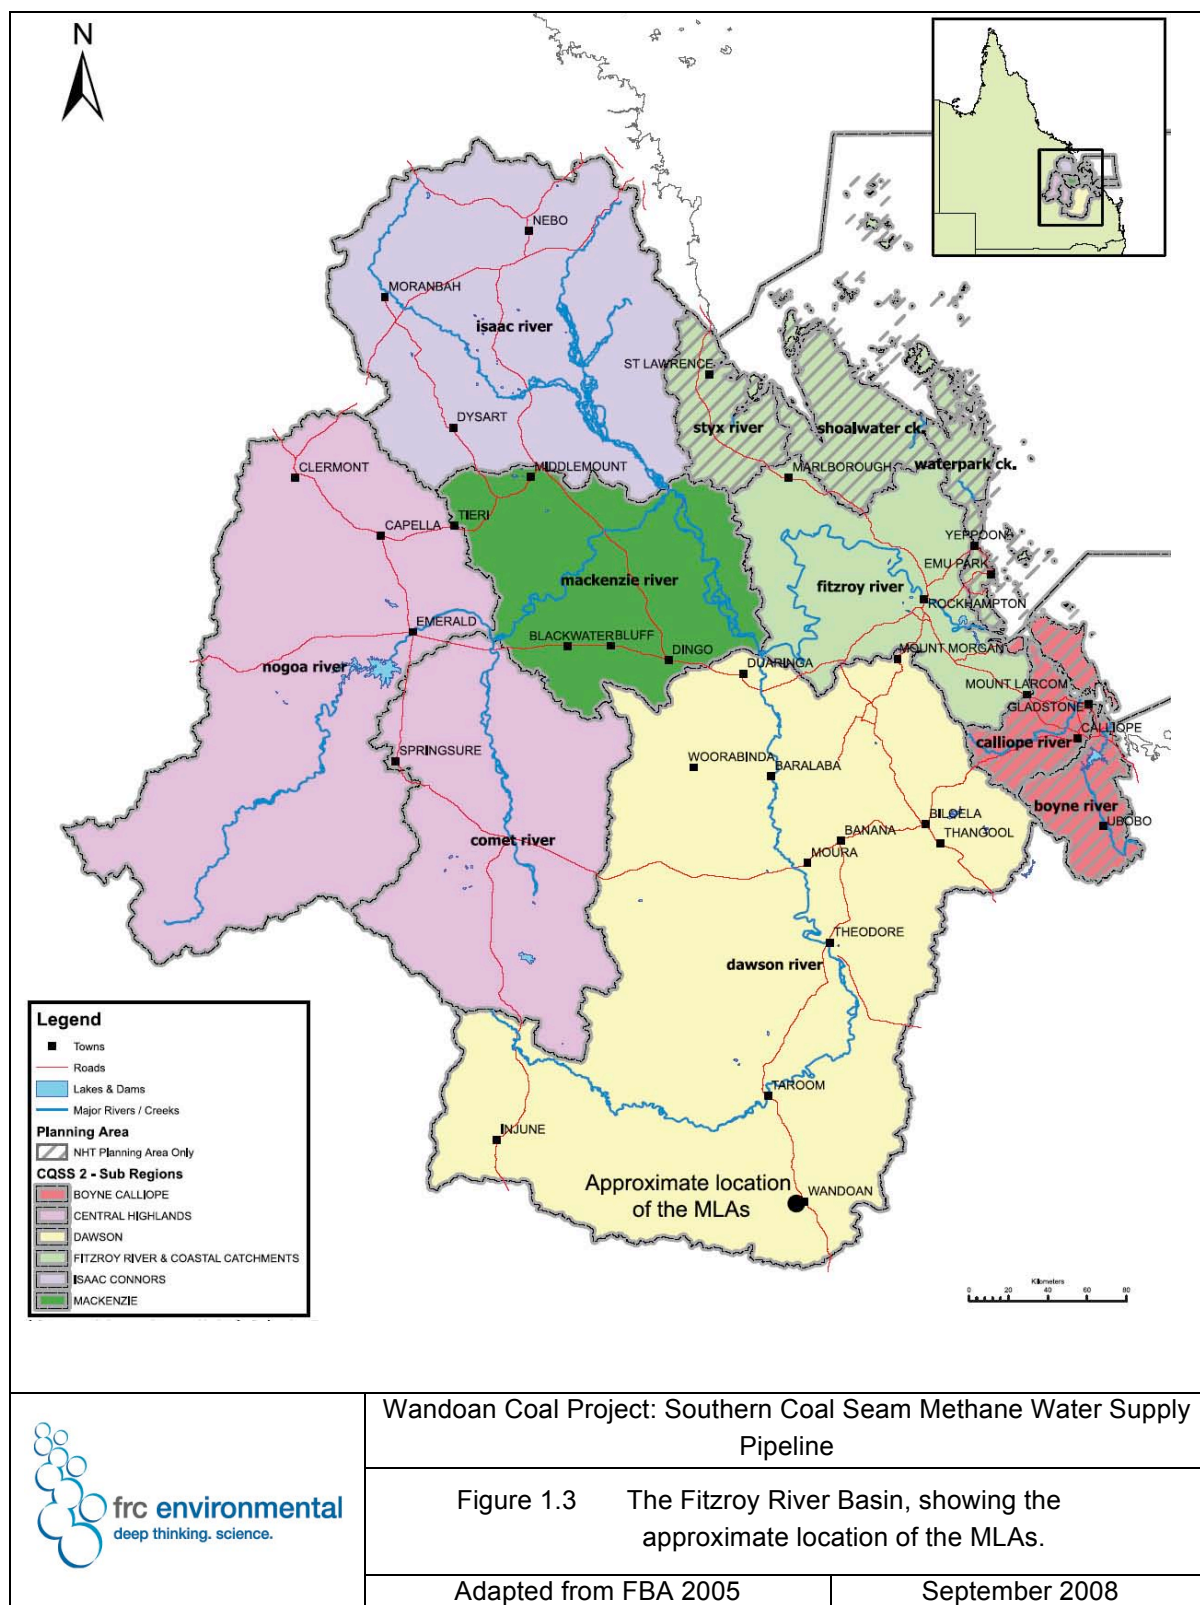 N
NEBO
MORANBAH
isaac river
ST LAWRENCE
styx river
shoalwater ck.
DYSART
waterpark ck.
CLERMONT
MIDDLEMOUNT
MARLBOROUGH
TIERI
CAPELLA
YEPPOON
EMU PARK
mackenzie river
fitzroy river
ROCKHAMPTON
EMERALD
BLACKWATER
BLUFF
DINGO
MOUNT MORGAN
nogoa river
DUARINGA
MOUNT LARCOM
GLADSTONE
CALLIOPE
calliope river
SPRINGSURE
WOORABINDA
BARALABA
boyne river
BILOELA
UBOBO
comet river
BANANA
THANGOOL
MOURA
THEODORE
dawson river
TAROOM
INJUNE
Approximate location
of the MLAs
WANDOAN
Legend
Towns
Roads
Lakes & Dams
Major Rivers / Creeks
Planning Area
NHT Planning Area Only
CQSS 2 - Sub Regions
BOYNE CALLIOPE
CENTRAL HIGHLANDS
DAWSON
FITZROY RIVER & COASTAL CATCHMENTS
ISAAC CONNORS
MACKENZIE
Kilometers
0 20 40 60 80
frc environmental
deep thinking. science.
Wandoan Coal Project: Southern Coal Seam Methane Water Supply
Pipeline
Figure 1.3 The Fitzroy River Basin, showing the
approximate location of the MLAs.
Adapted from FBA 2005
September 2008